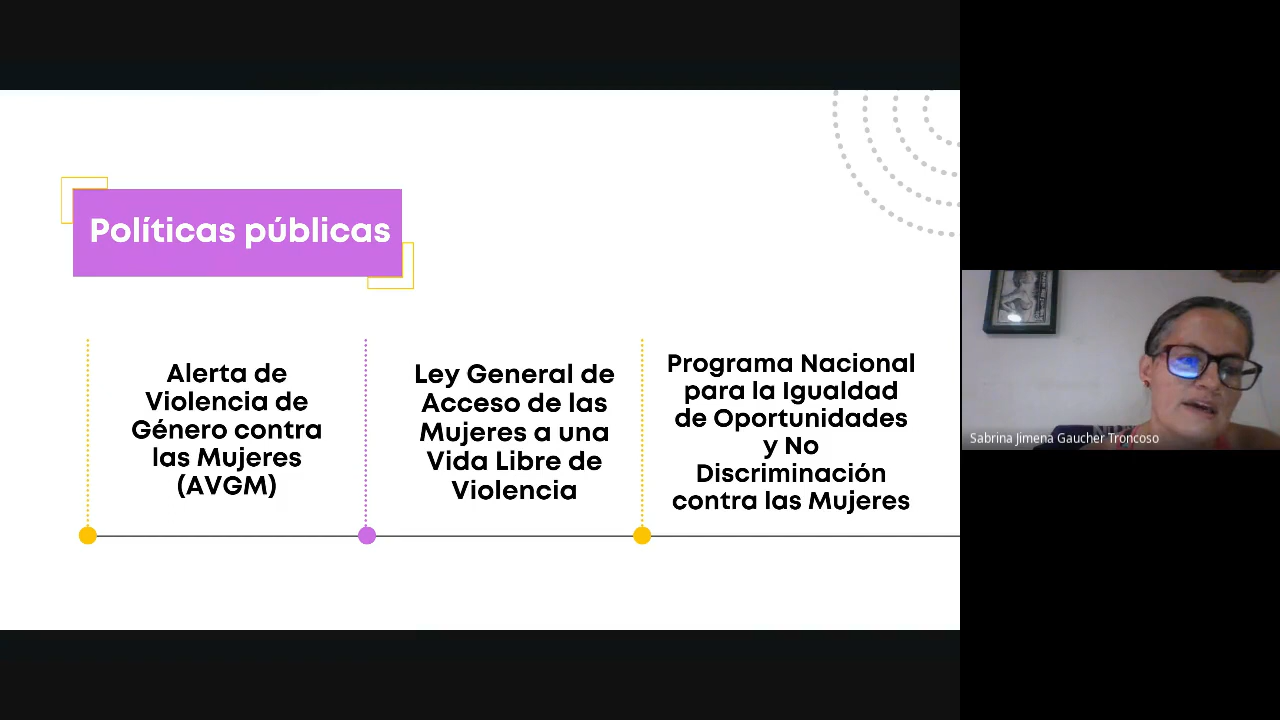 Políticas públicas
Alerta de
Violencia de
Género contra
las Mujeres
(AVGM)
Ley General de
Acceso de las
Mujeres a una
Vida Libre de
Violencia
Programa Nacional
para la Igualdad
de Oportunidades
y No
Discriminación
contra las Mujeres
Sabrina Jimena Gaucher Troncoso